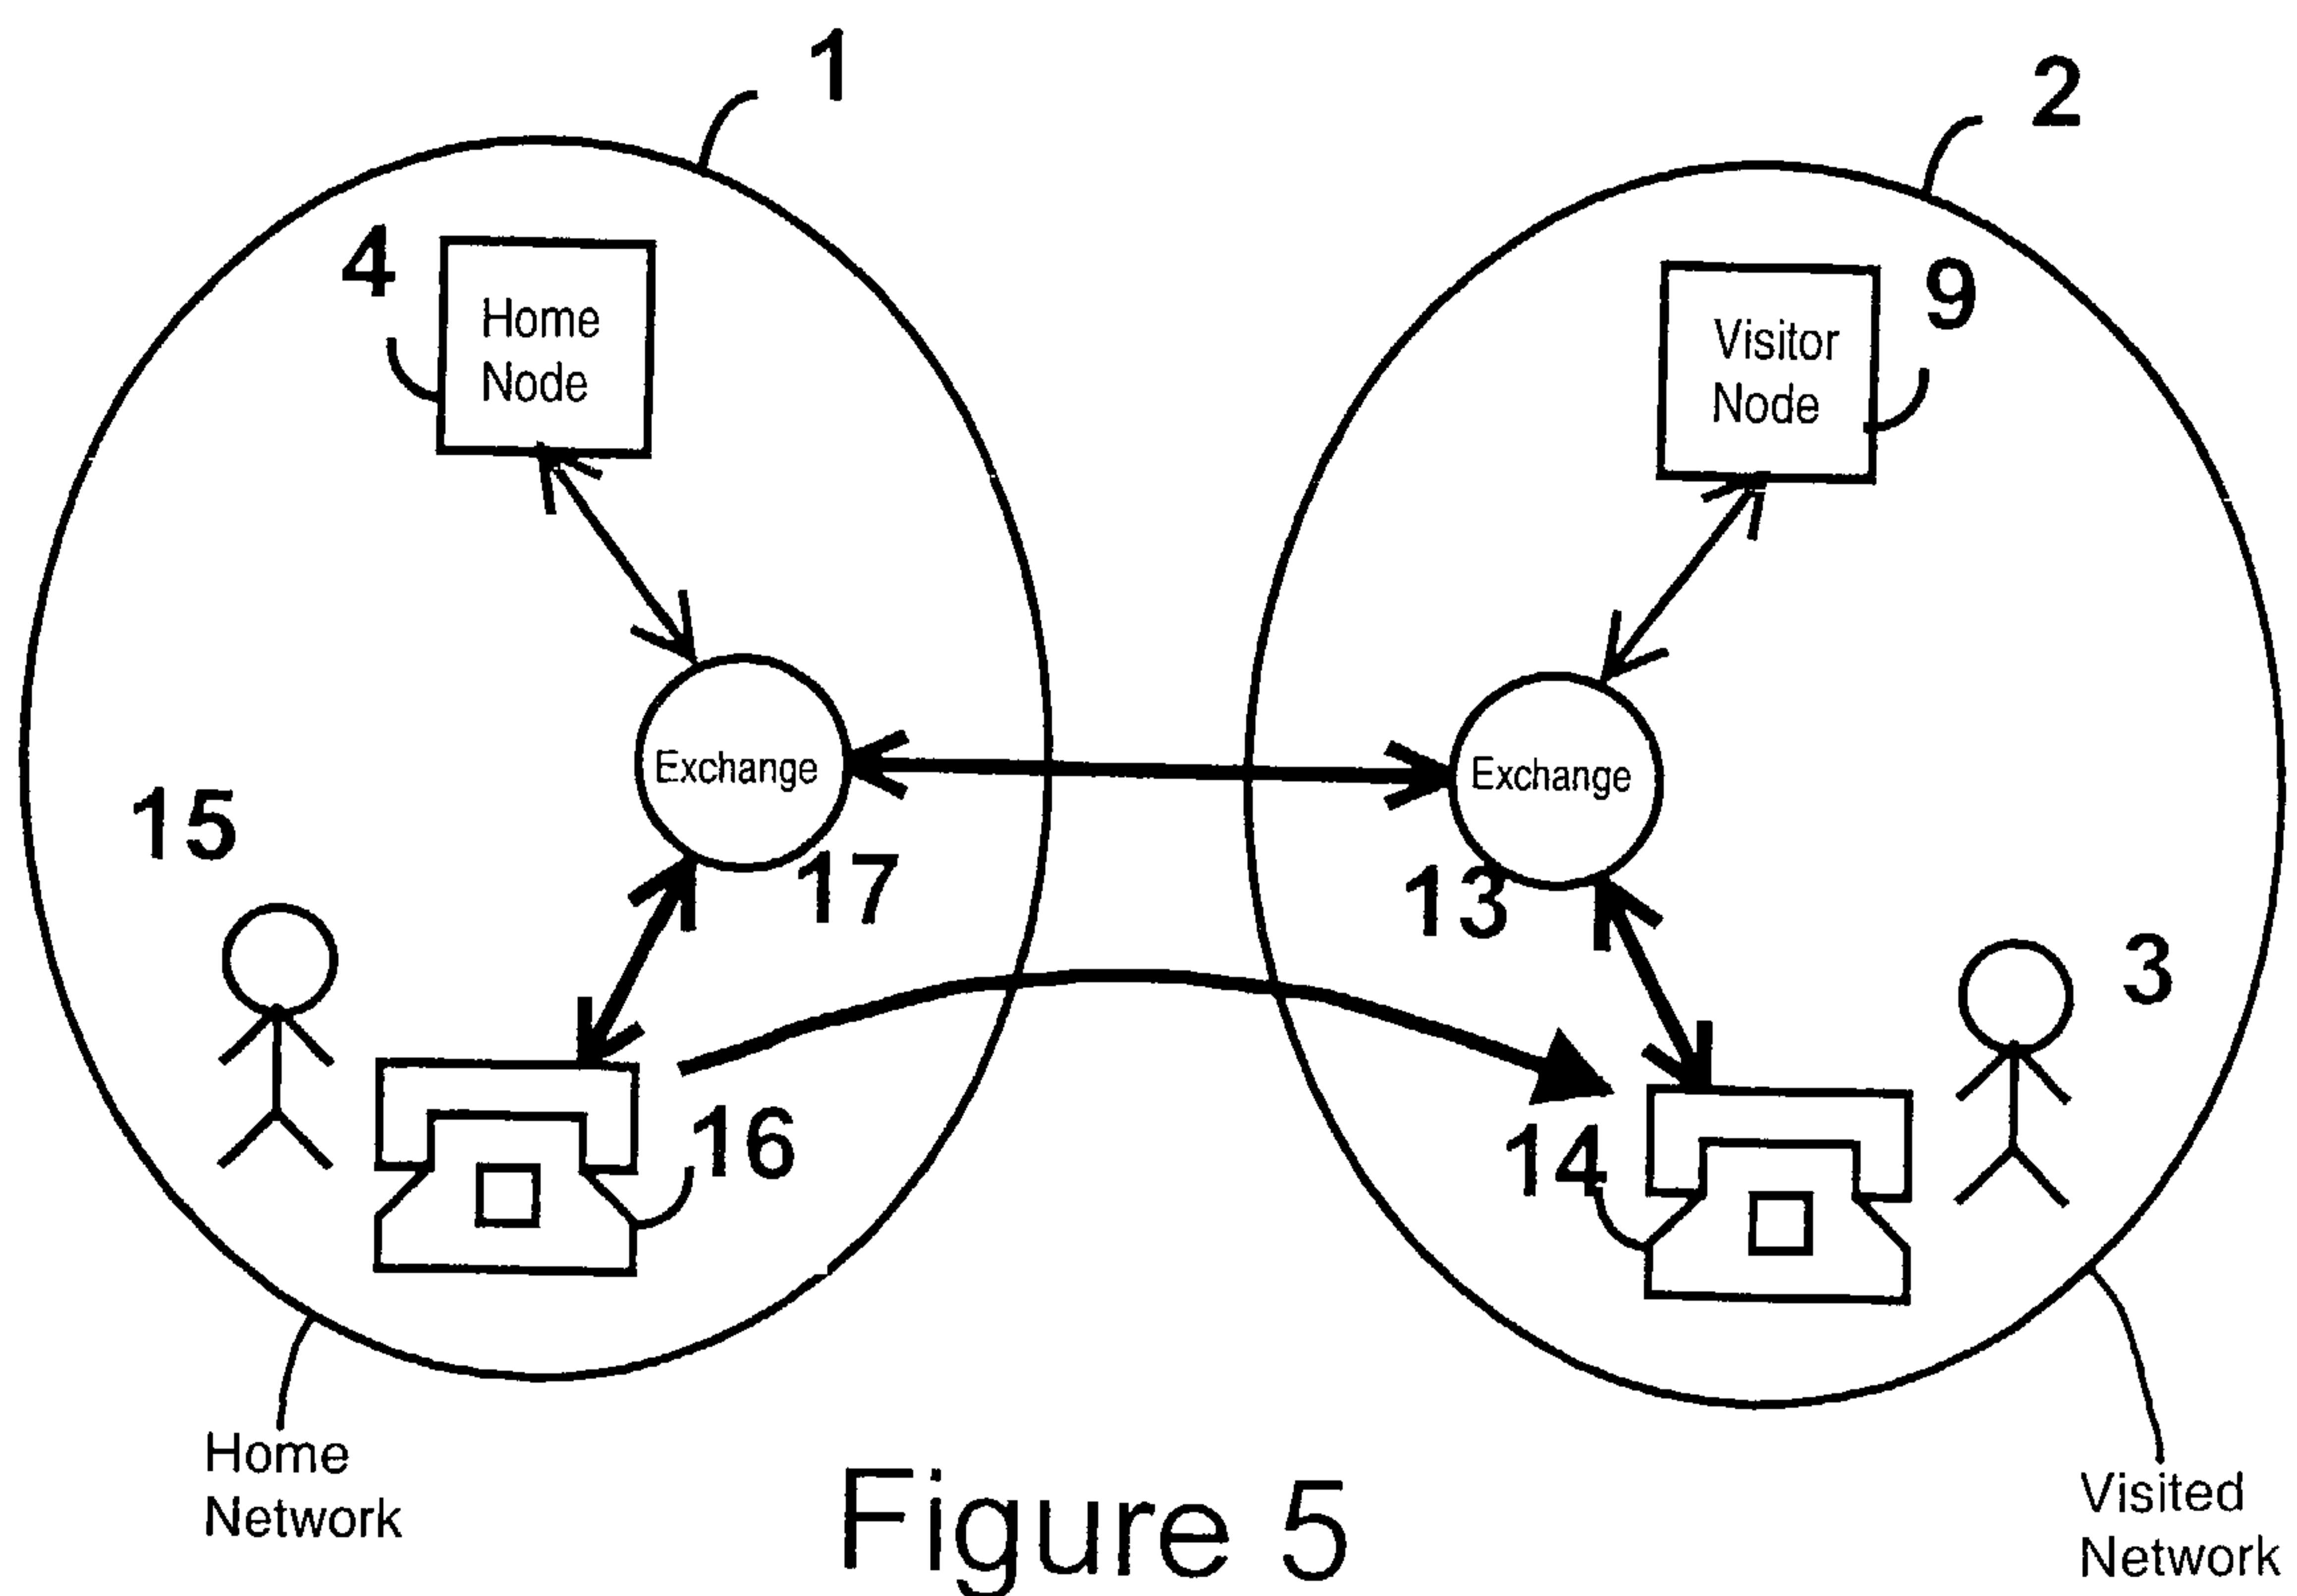 1
2
4
Home
Node
9
Visitor
Node
Exchange
Exchange
15
17
13
3
16
14
Home
Network
Visited
Network
Figure 5